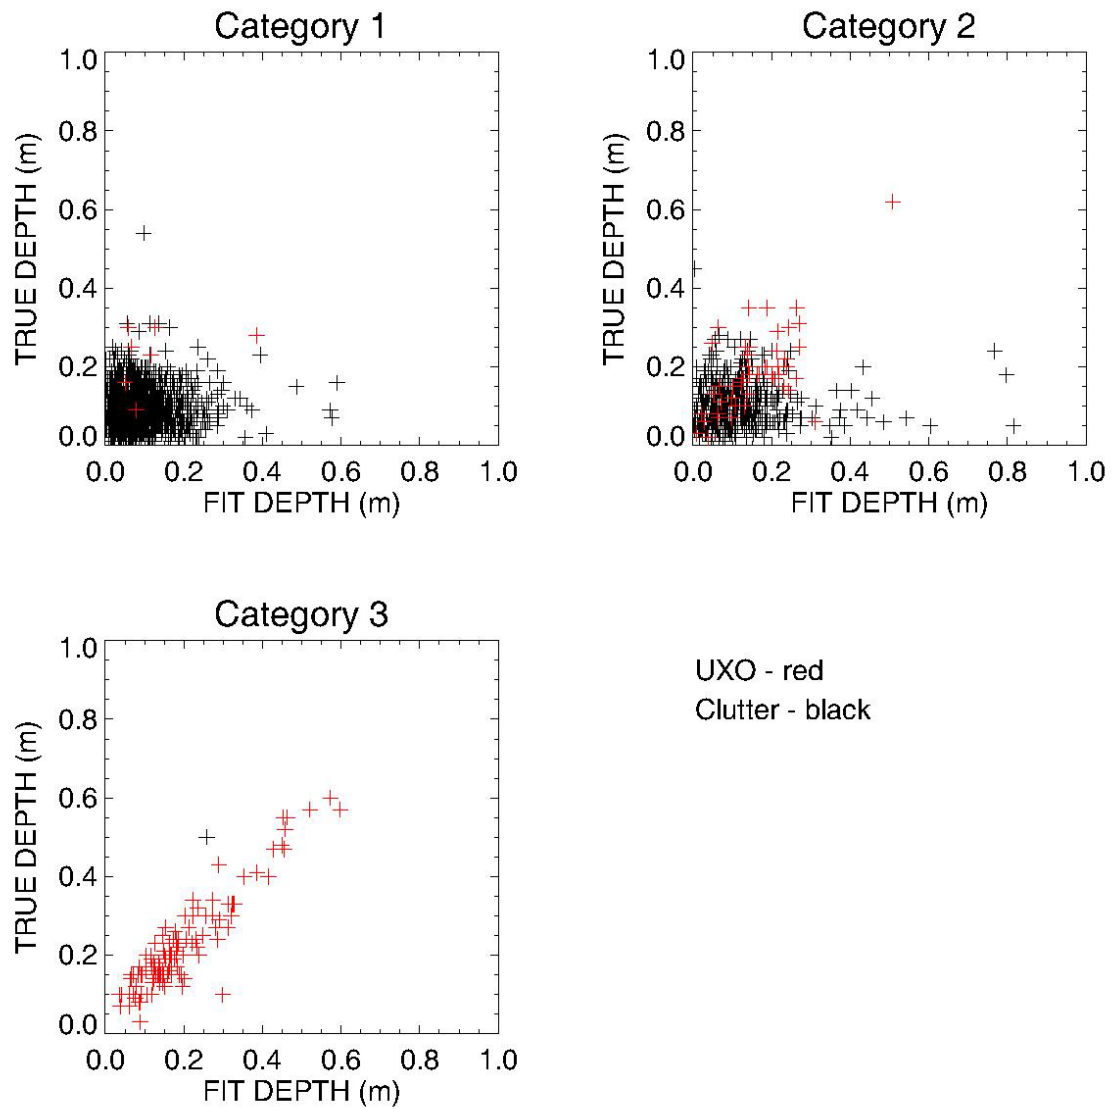 Category 1
1.0
0.8
0.6
0.4
0.2
0.0
TRUE DEPTH (m)
0.0 0.2 0.4 0.6 0.8 1.0
FIT DEPTH (m)
Category 2
1.0
0.8
0.6
0.4
0.2
0.0
TRUE DEPTH (m)
0.0 0.2 0.4 0.6 0.8 1.0
FIT DEPTH (m)
Category 3
1.0
0.8
0.6
0.4
0.2
0.0
TRUE DEPTH (m)
0.0 0.2 0.4 0.6 0.8 1.0
FIT DEPTH (m)
UXO - red
Clutter - black